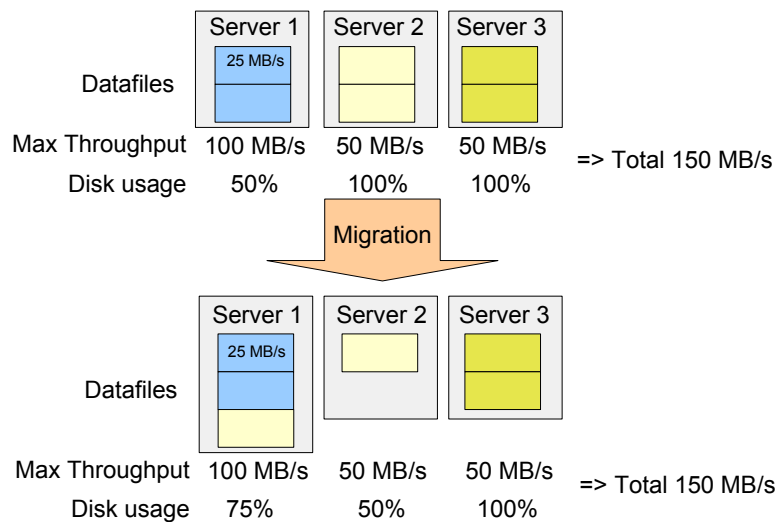 Server 1 Server 2 Server 3
25 MB/s
Datafiles
Max Throughput 100 MB/s 50 MB/s 50 MB/s => Total 150 MB/s
Disk usage 50% 100% 100%
Migration
Server 1 Server 2 Server 3
25 MB/s
Datafiles
Max Throughput 100 MB/s 50 MB/s 50 MB/s => Total 150 MB/s
Disk usage 75% 50% 100%